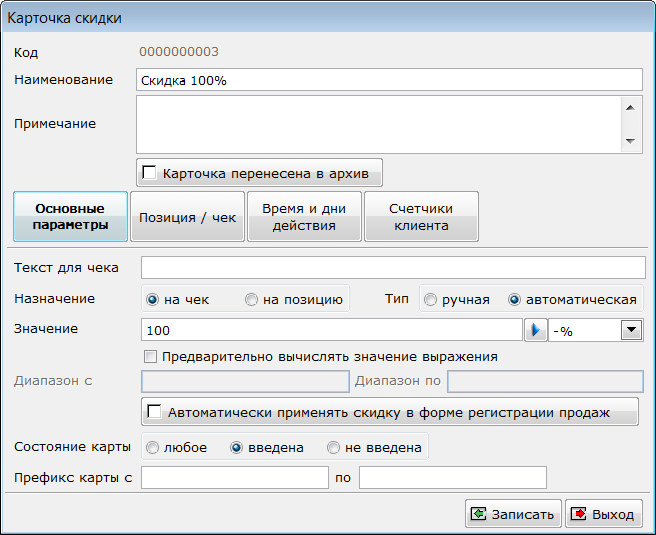 Карточка скидки
Код 0000000003
Наименование Скидка 100%
Примечание
Карточка перенесена в архив
Основные параметры
Позиция / чек
Время и дни действия
Счетчики клиента
Текст для чека
Назначение на чек на позицию Тип ручная автоматическая
Значение 100 -%
Предварительно вычислять значение выражения
Диапазон с Диапазон по
Автоматически применять скидку в форме регистрации продаж
Состояние карты любое введена не введена
Префикс карты с по
Записать Выход